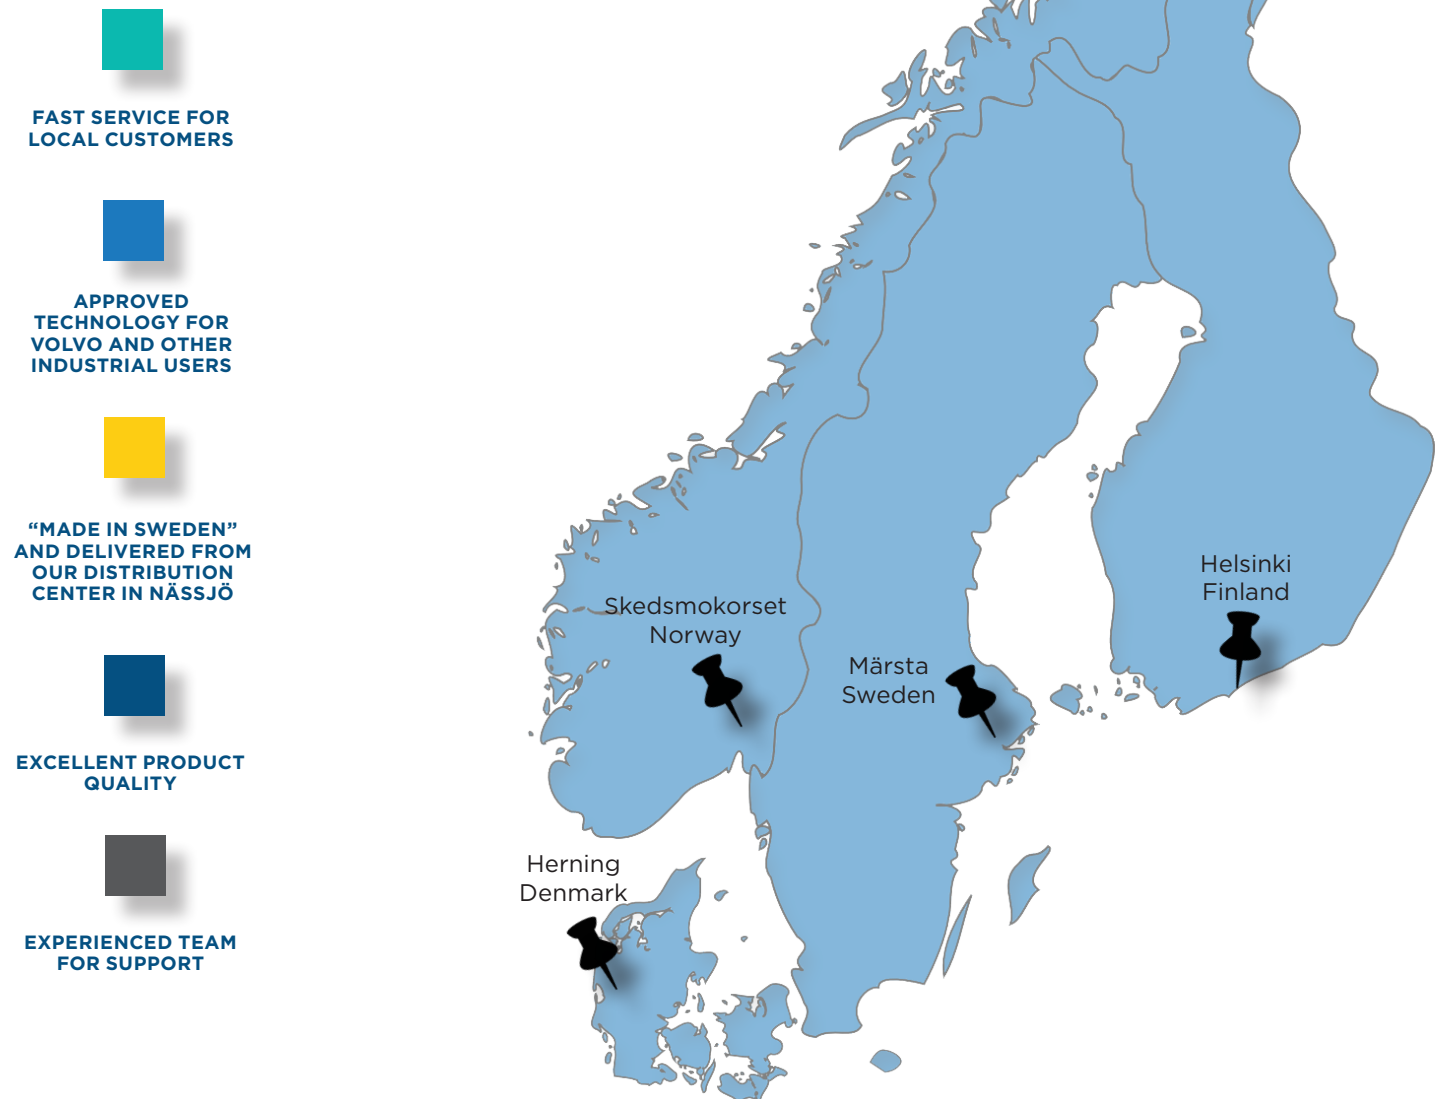 FAST SERVICE FOR
LOCAL CUSTOMERS
APPROVED
TECHNOLOGY FOR
VOLVO AND OTHER
INDUSTRIAL USERS
“MADE IN SWEDEN”
AND DELIVERED FROM
OUR DISTRIBUTION
CENTER IN NÄSSJÖ
EXCELLENT PRODUCT
QUALITY
EXPERIENCED TEAM
FOR SUPPORT
Helsinki
Finland
Skedsmokorset
Norway
Märsta
Sweden
Herning
Denmark